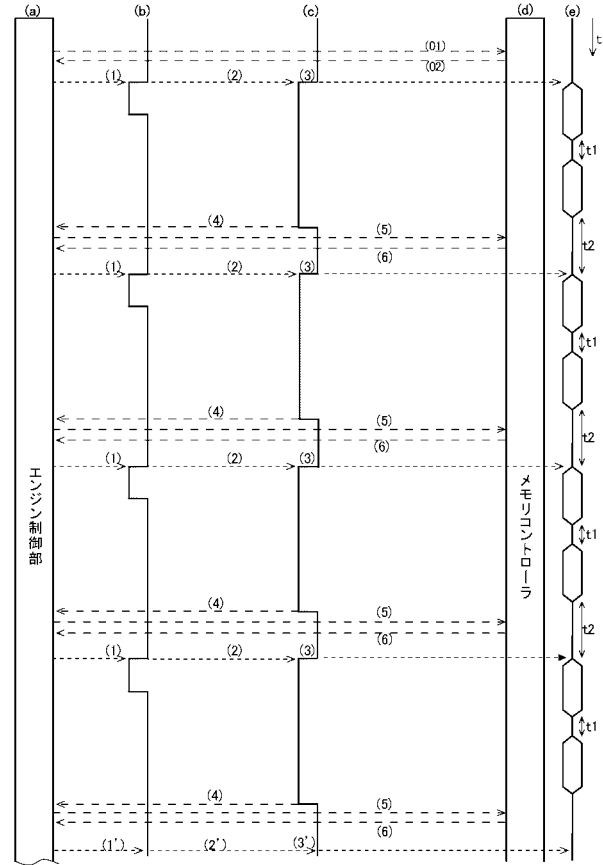 (a) (b) (c) (d) (e)
t
(01)
(02)
(1) (2) (3)
t1
(4)
(5)
(6)
t2
(1) (2) (3)
t1
(4)
(5)
(6)
t2
(1) (2) (3)
エンジン制御部
メモリコントローラ
t1
(4)
(5)
(6)
t2
(1) (2) (3)
t1
(4)
(5)
(6)
(1') (2') (3')